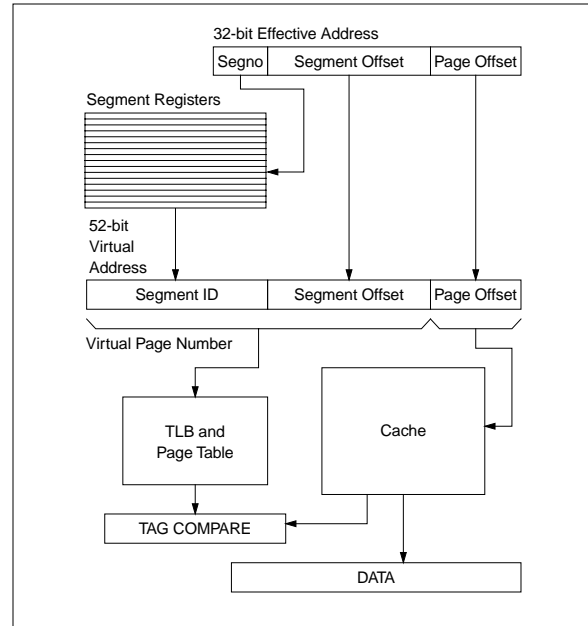 32-bit Effective Address
Segno Segment Offset Page Offset
Segment Registers
52-bit
Virtual
Address
Segment ID Segment Offset Page Offset
Virtual Page Number
TLB and
Page Table
Cache
TAG COMPARE
DATA